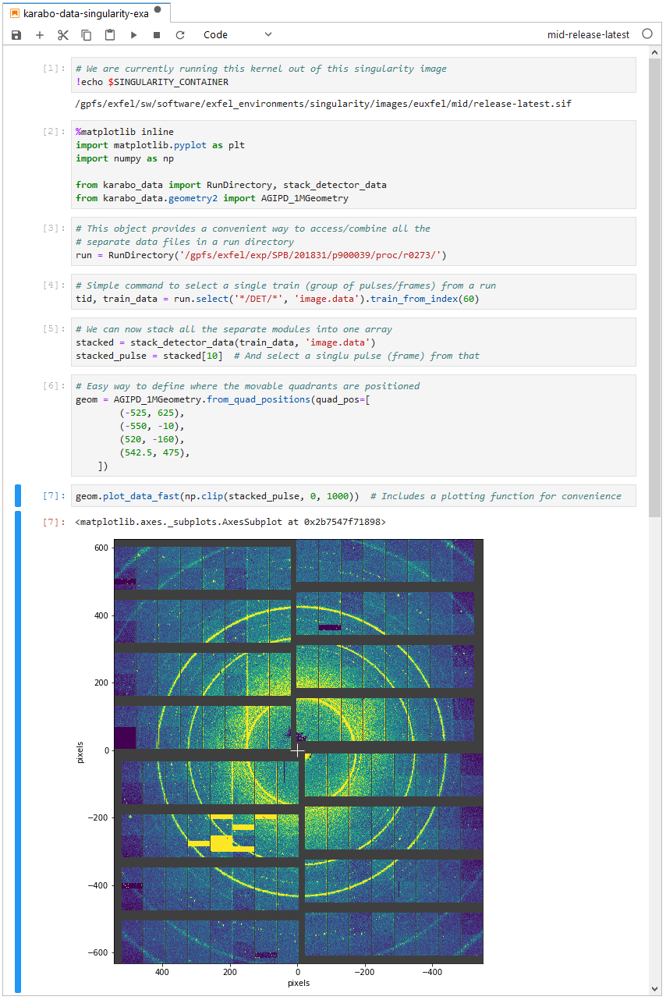 karabo-data-singularity-exa
Code
mid-release-latest
[1]:
# We are currently running this kernel out of this singularity image
!echo $SINGULARITY_CONTAINER
/gpfs/exfel/sw/software/exfel_environments/singularity/images/euxfel/mid/release-latest.sif
[2]:
%matplotlib inline
import matplotlib.pyplot as plt
import numpy as np
from karabo_data import RunDirectory, stack_detector_data
from karabo_data.geometry2 import AGIPD_1MGeometry
[3]:
# This object provides a convenient way to access/combine all the
# separate data files in a run directory
run = RunDirectory('/gpfs/exfel/exp/SPB/201831/p900039/proc/r0273/')
[4]:
# Simple command to select a single train (group of pulses/frames) from a run
tid, train_data = run.select('*/DET/*', 'image.data').train_from_index(60)
[5]:
# We can now stack all the separate modules into one array
stacked = stack_detector_data(train_data, 'image.data')
stacked_pulse = stacked[10]  # And select a singlu pulse (frame) from that
[6]:
# Easy way to define where the movable quadrants are positioned
geom = AGIPD_1MGeometry.from_quad_positions(quad_pos=[
(-525, 625),
(-550, -10),
(520, -160),
(542.5, 475),
])
[7]:
geom.plot_data_fast(np.clip(stacked_pulse, 0, 1000))  # Includes a plotting function for convenience
[7]:
<matplotlib.axes._subplots.AxesSubplot at 0x2b7547f71898>
600
400
200
0
−200
−400
−600
pixels
400
200
0
−200
−400
pixels